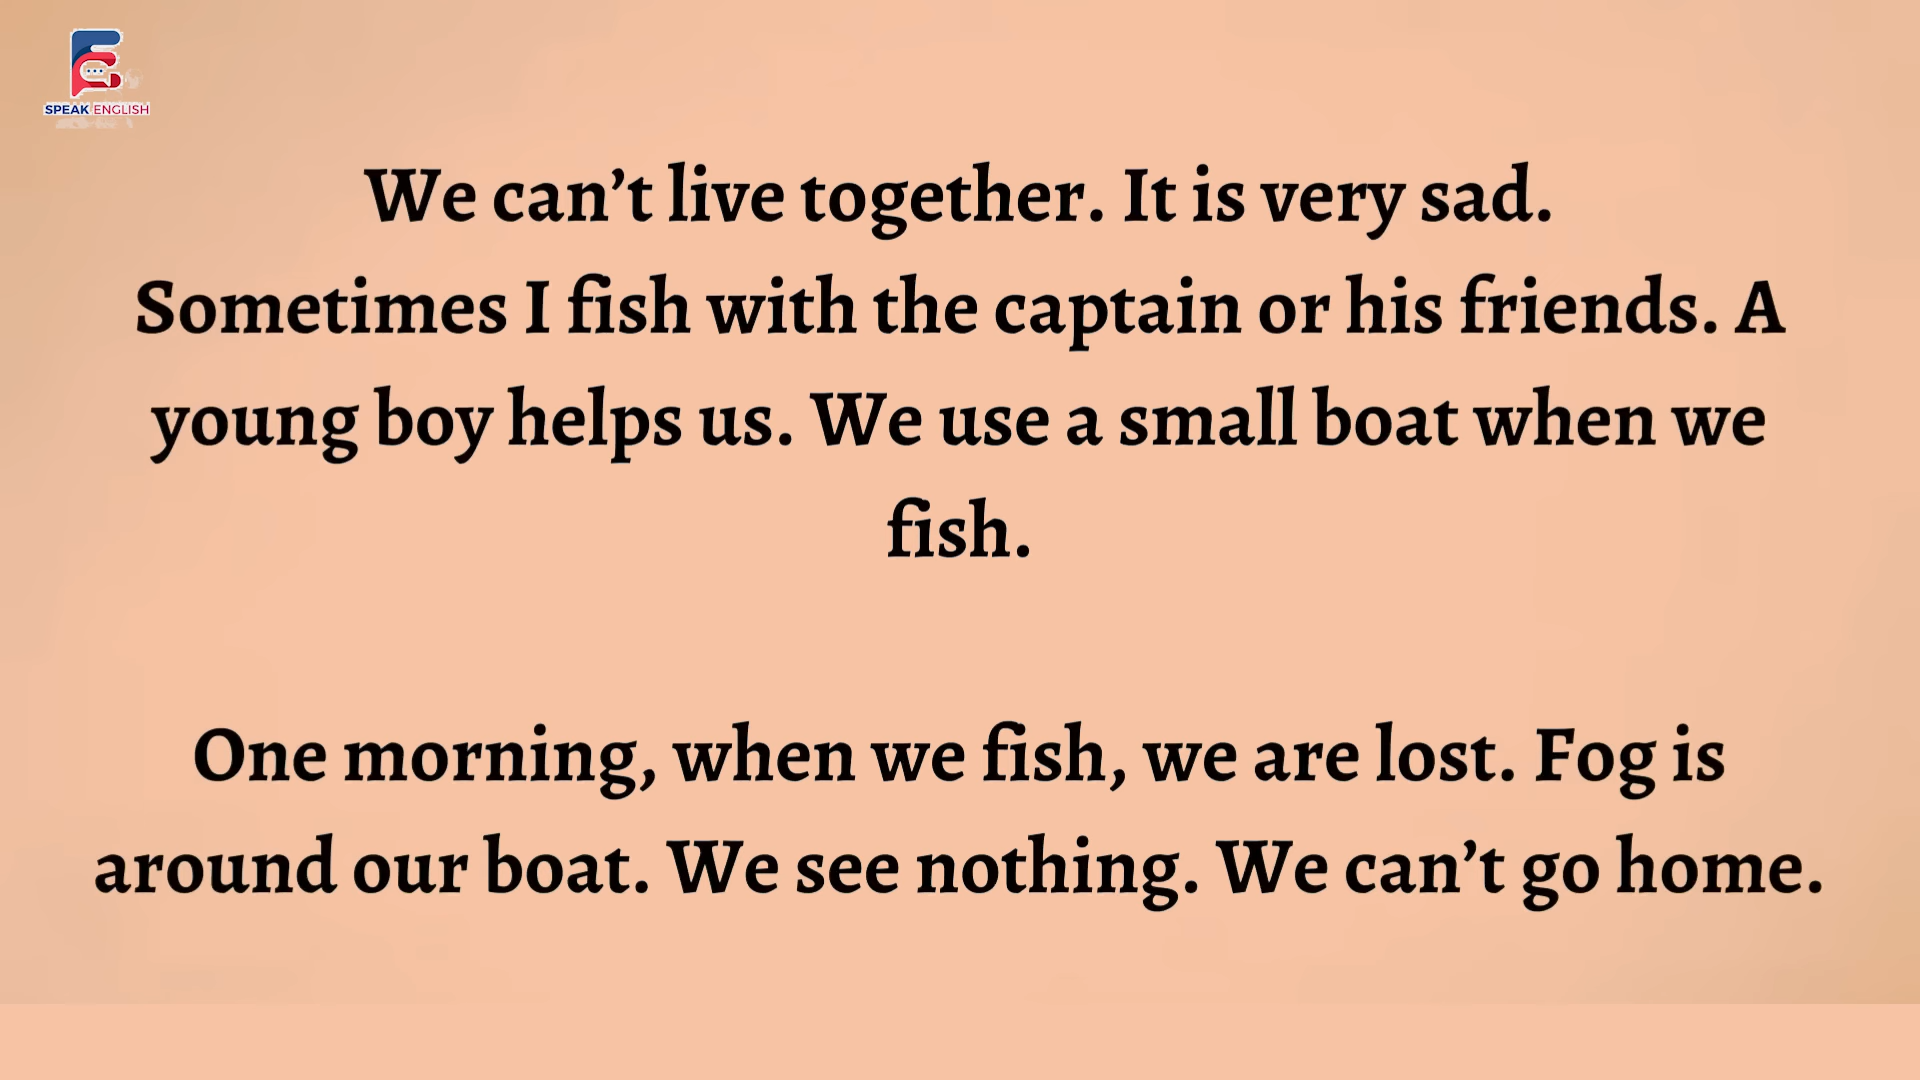 SPEAK ENGLISH
We can’t live together. It is very sad.
Sometimes I fish with the captain or his friends. A
young boy helps us. We use a small boat when we
fish.
One morning, when we fish, we are lost. Fog is
around our boat. We see nothing. We can’t go home.